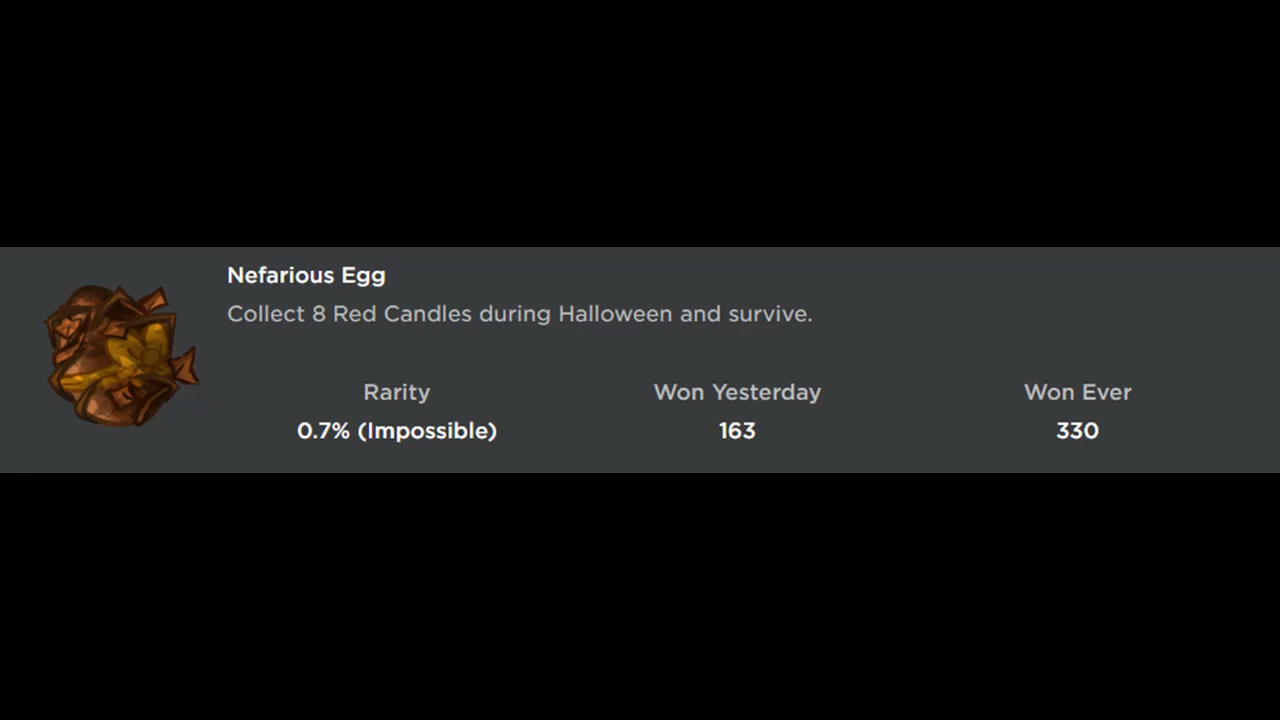 Nefarious Egg
Collect 8 Red Candles during Halloween and survive.
Rarity Won Yesterday Won Ever
0.7% (Impossible) 163 330